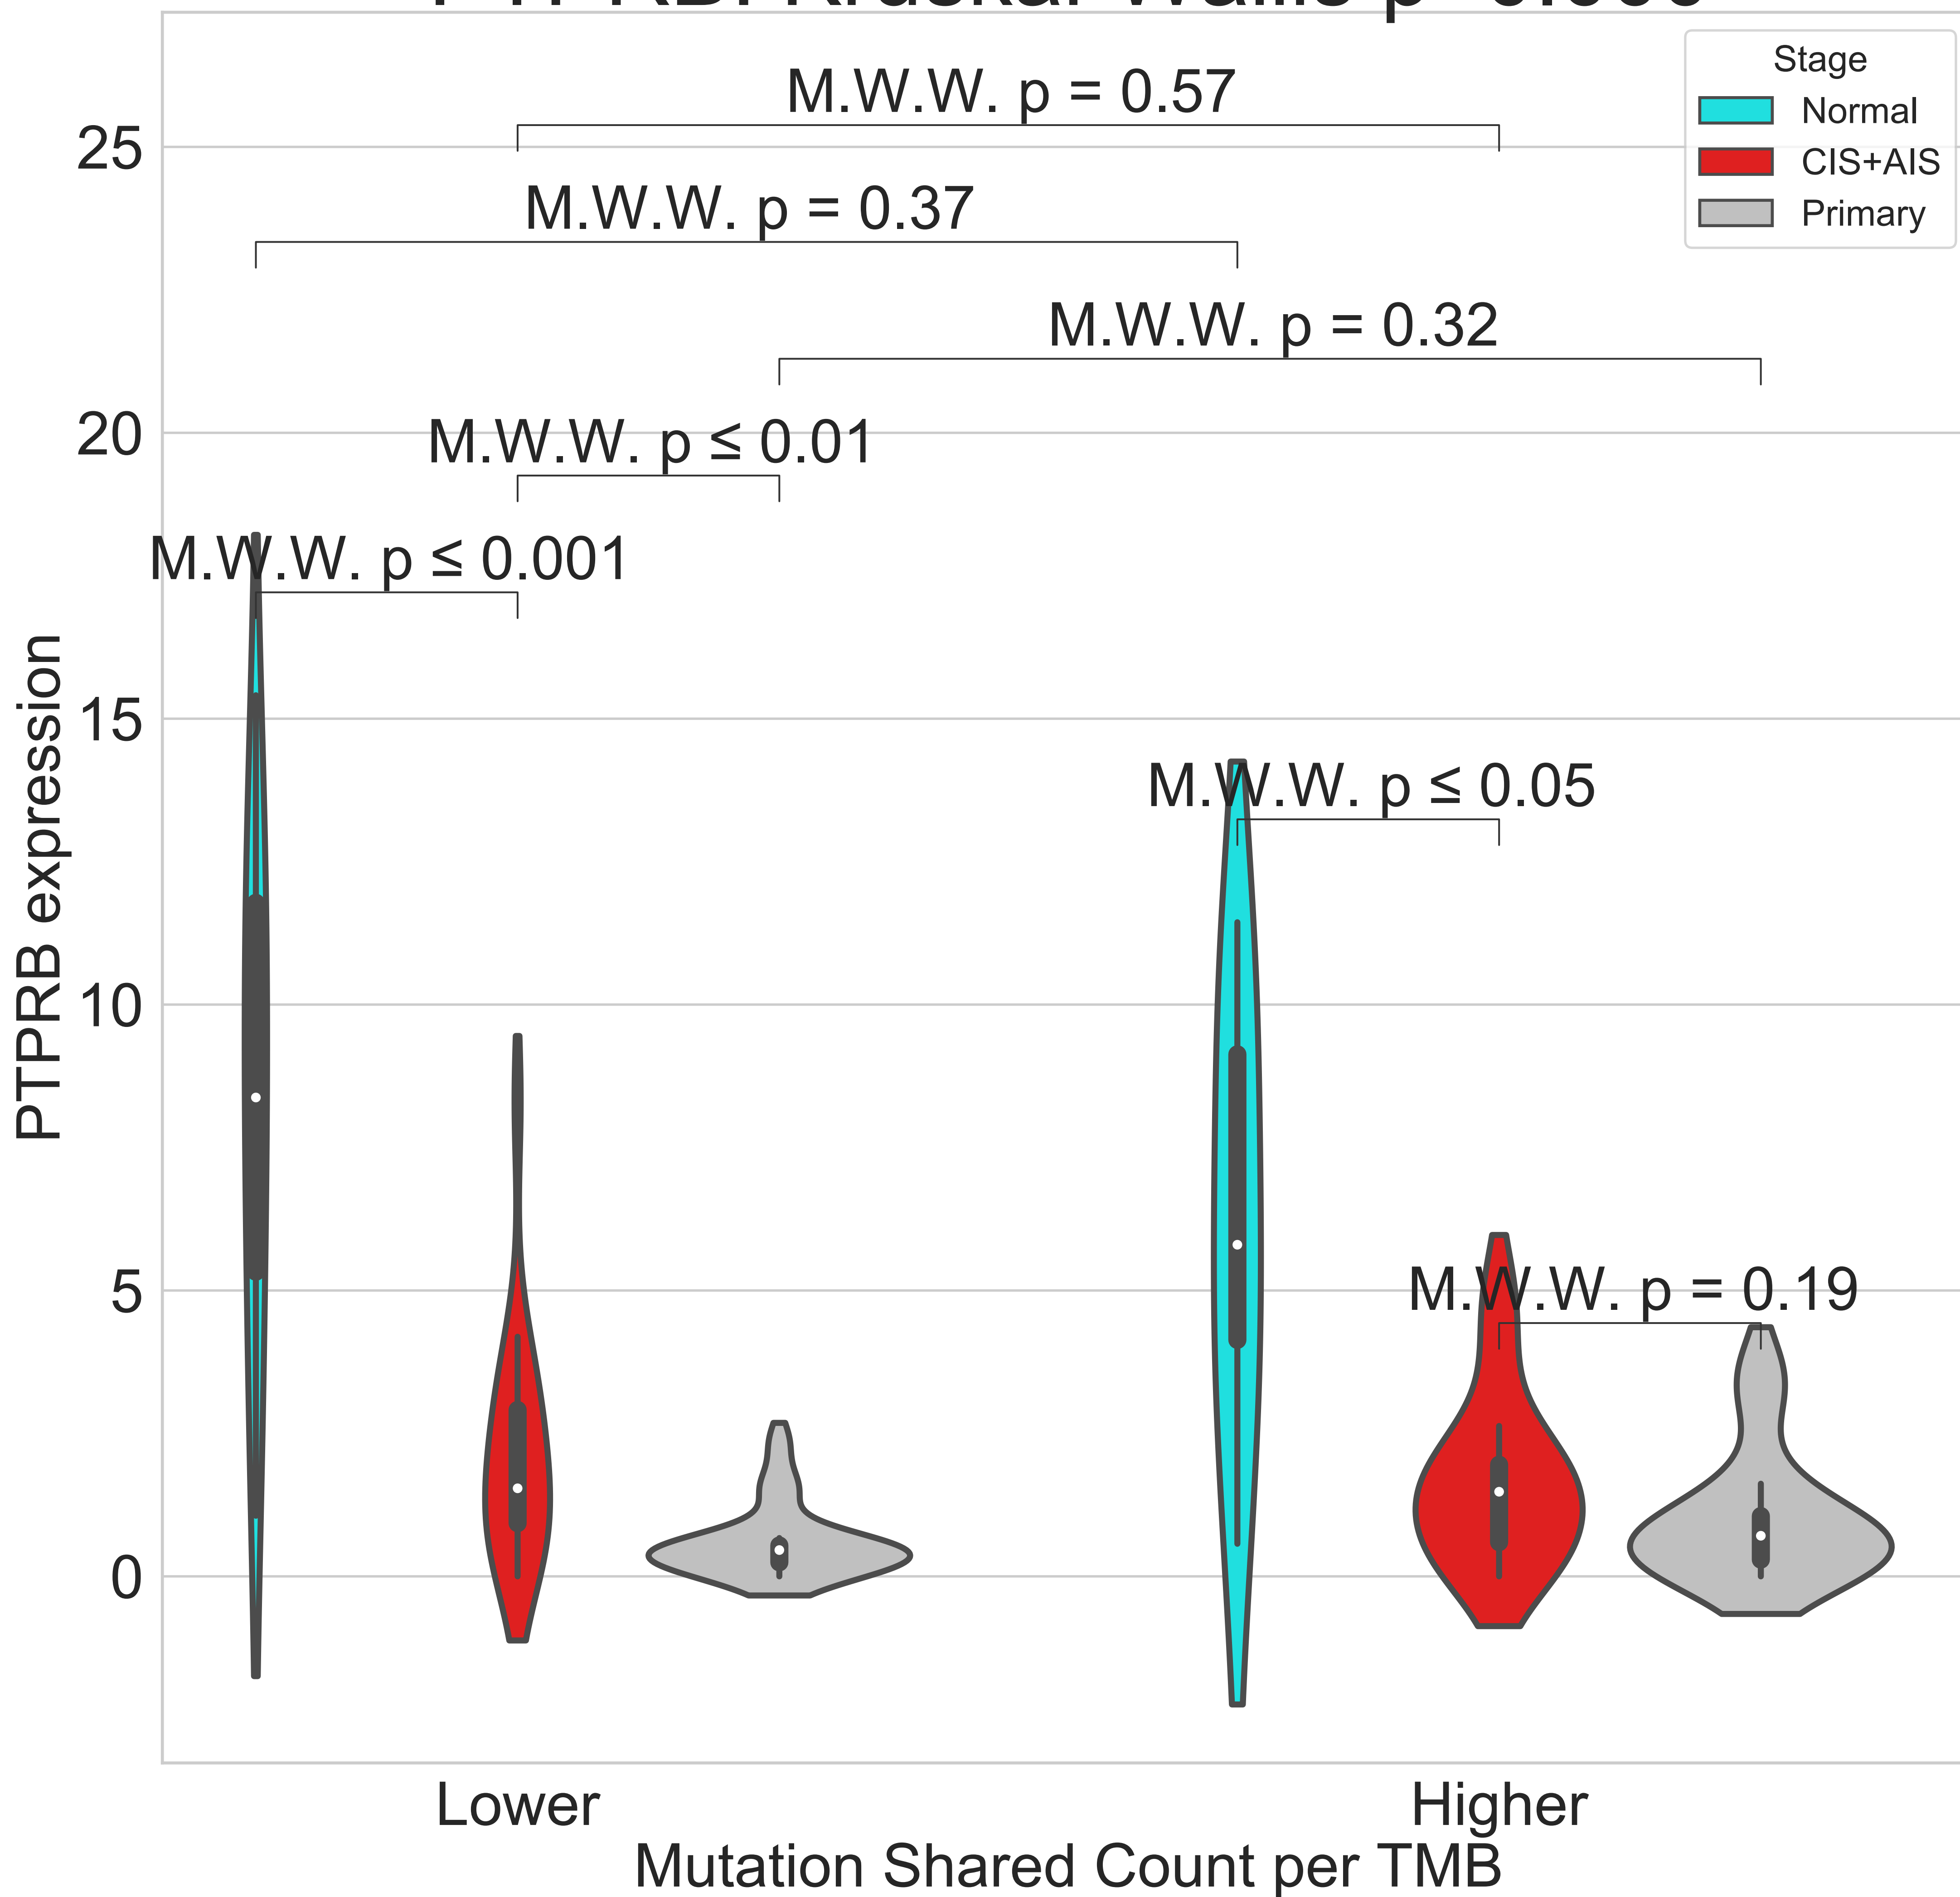 Stage
Normal
CIS+AIS
Primary
M.W.W. p = 0.57
M.W.W. p = 0.37
M.W.W. p = 0.32
M.W.W. p ≤ 0.01
M.W.W. p ≤ 0.001
M.W.W. p ≤ 0.05
M.W.W. p = 0.19
25
20
15
10
5
0
PTPRB expression
Lower
Higher
Mutation Shared Count per TMB